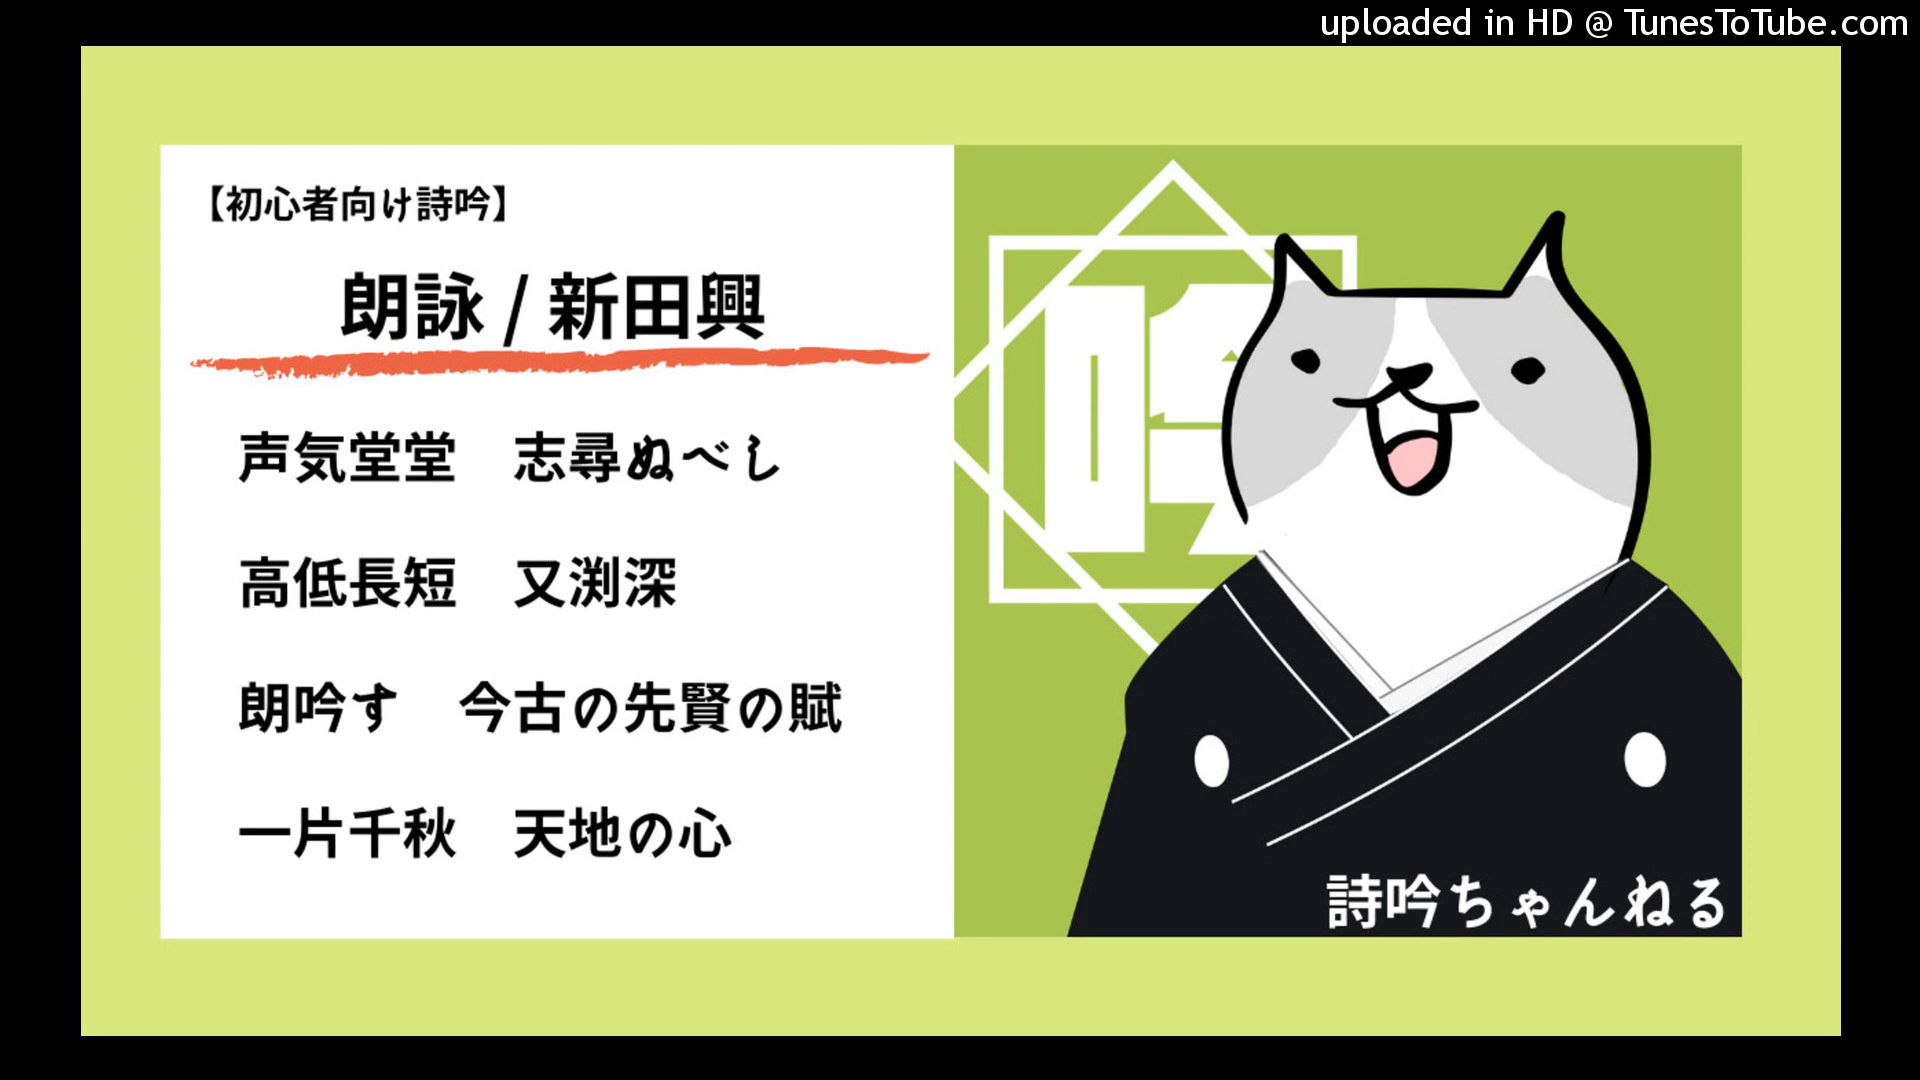 uploaded in HD @ TunesToTube.com
【初心者向け詩吟】
朗詠 / 新田興
声気堂堂　志尋ぬべし
高低長短　又渕深
朗吟す　今古の先賢の賦
一片千秋　天地の心
吟
詩吟ちゃんねる